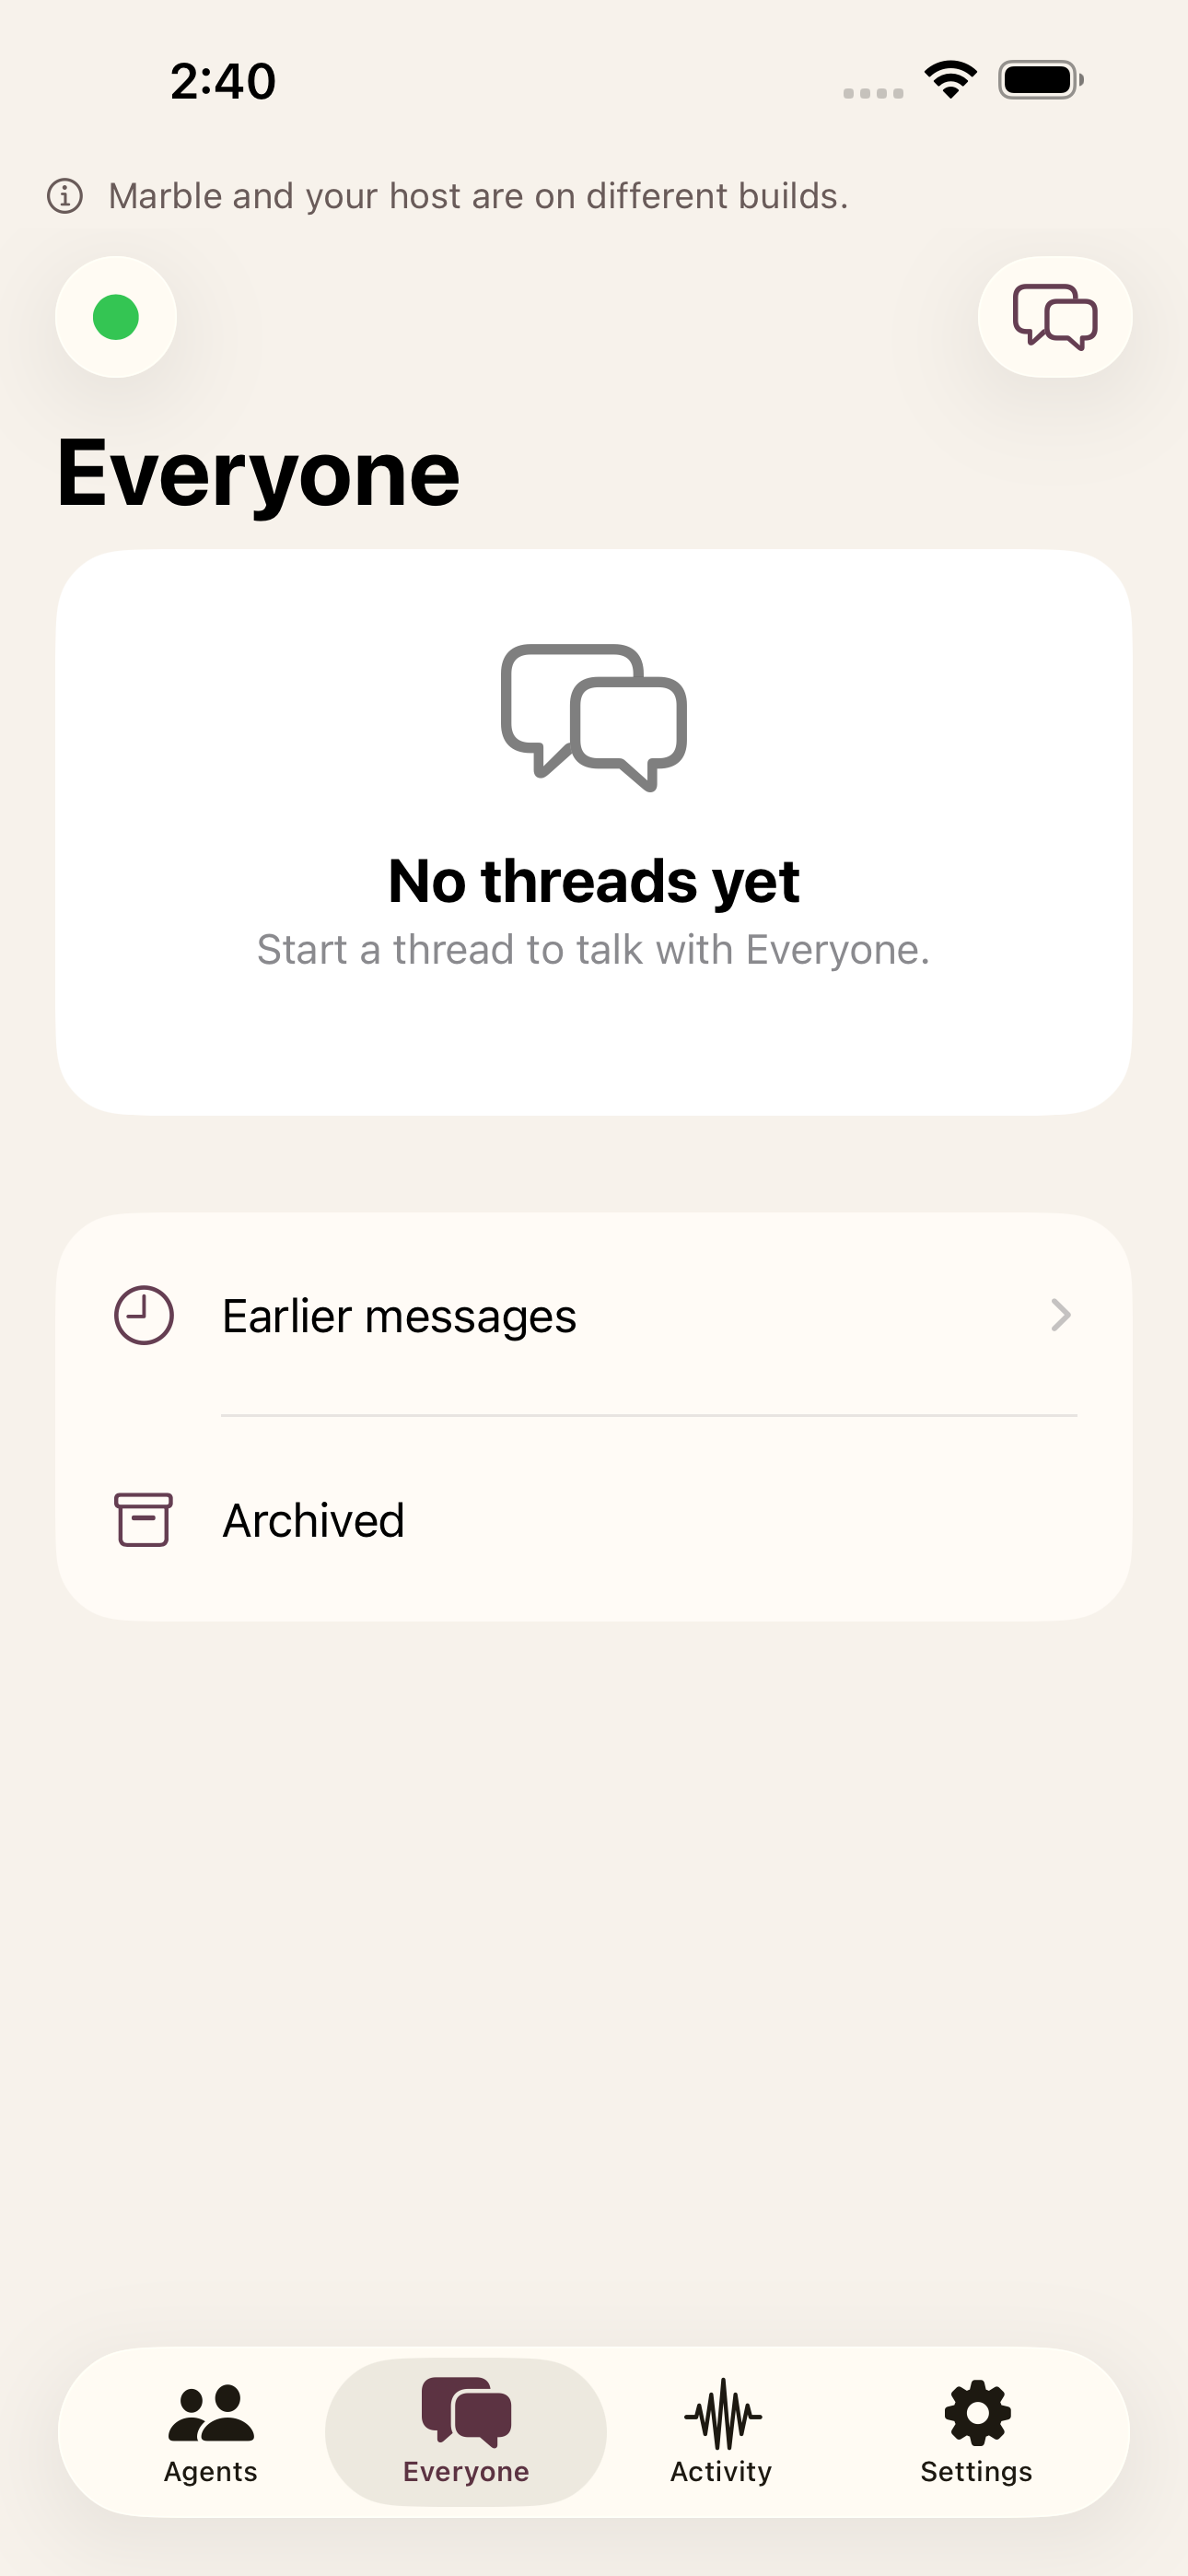 2:40
Marble and your host are on different builds.
Everyone
No threads yet
Start a thread to talk with Everyone.
Earlier messages
Archived
Agents
Everyone
Activity
Settings